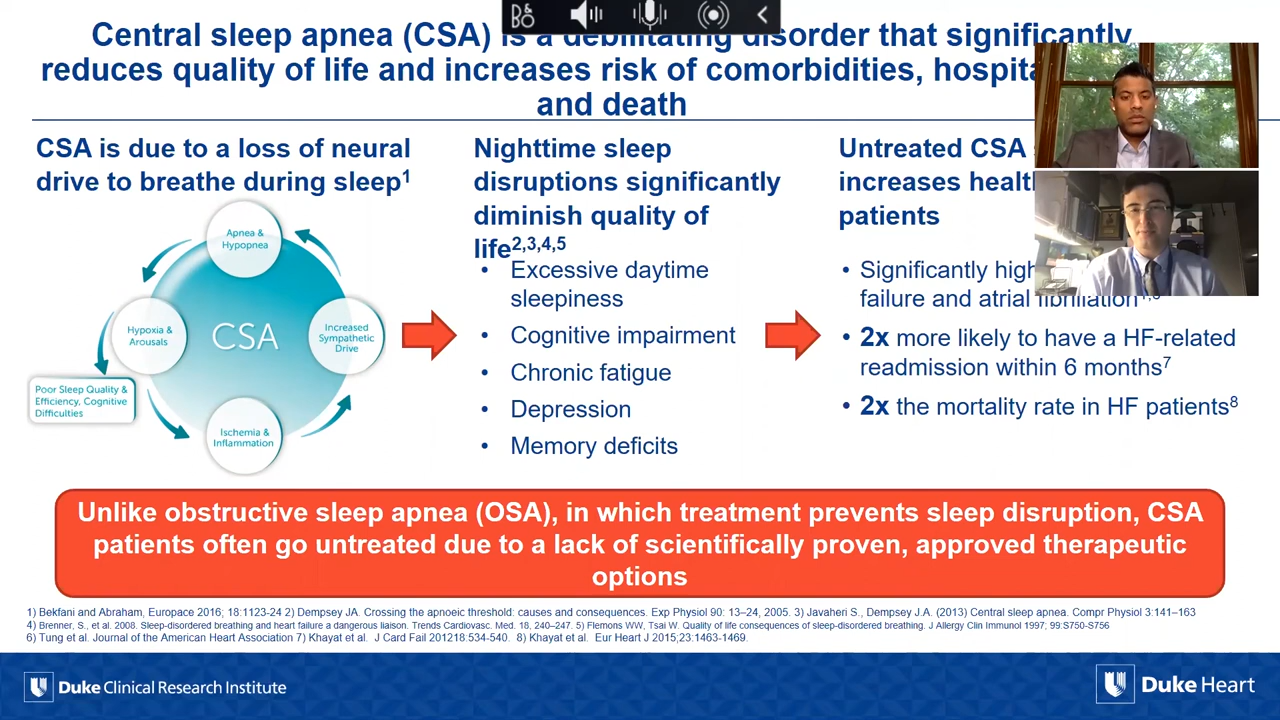 B&O
Central sleep apnea (CSA) is a debilitating disorder that significantly
reduces quality of life and increases risk of comorbidities,
and death
CSA is due to a loss of neural
drive to breathe during sleep1
Apnea &
Hypopnea
Hypoxia &
Arousals
CSA
Increased
Sympathetic
Drive
Poor Sleep Quality &
Efficiency, Cognitive
Difficulties
Ischemia &
Inflammation
Nighttime sleep
disruptions significantly
diminish quality of
life2,3,4,5
• Excessive daytime
sleepiness
• Cognitive impairment
• Chronic fatigue
• Depression
• Memory deficits
Untreated CSA
increases
patients
• Significantly
failure and atrial fibrillation
• 2x more likely to have a HF-related
readmission within 6 months7
• 2x the mortality rate in HF patients8
Unlike obstructive sleep apnea (OSA), in which treatment prevents sleep disruption, CSA
patients often go untreated due to a lack of scientifically proven, approved therapeutic
options
1) Bekfani and Abraham, Europace 2016; 18:1123-24 2) Dempsey JA. Crossing the apnoeic threshold: causes and consequences. Exp Physiol 90: 13–24, 2005. 3) Javaheri S., Dempsey J.A. (2013) Central sleep apnea. Compr Physiol 3:141–163
4) Brenner, S., et al. 2008. Sleep-disordered breathing and heart failure a dangerous liaison. Trends Cardiovasc. Med. 18, 240–247. 5) Flemons WW, Tsai W. Quality of life consequences of sleep-disordered breathing. J Allergy Clin Immunol 1997; 99:S750-S756
6) Tung et al. Journal of the American Heart Association 7) Khayat et al. J Card Fail 201218:534-540. 8) Khayat et al. Eur Heart J 2015;23:1463-1469.
Duke Clinical Research Institute
Duke Heart